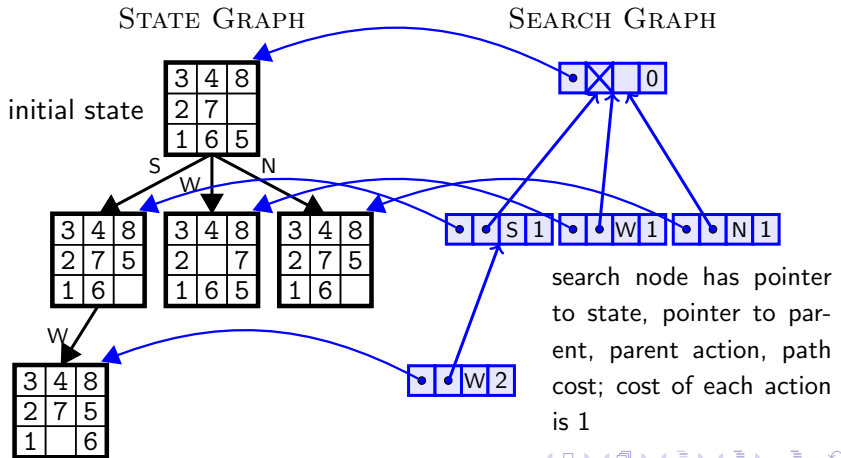 STATE GRAPH
SEARCH GRAPH
3 4 8
2 7
1 6 5
initial state
0
S
W
N
3 4 8
2 7 5
1 6
3 4 8
2 7
1 6 5
3 4 8
2 7 5
1 6
S 1
W 1
N 1
W
3 4 8
2 7 5
1 6
W 2
search node has pointer
to state, pointer to par-
ent, parent action, path
cost; cost of each action
is 1